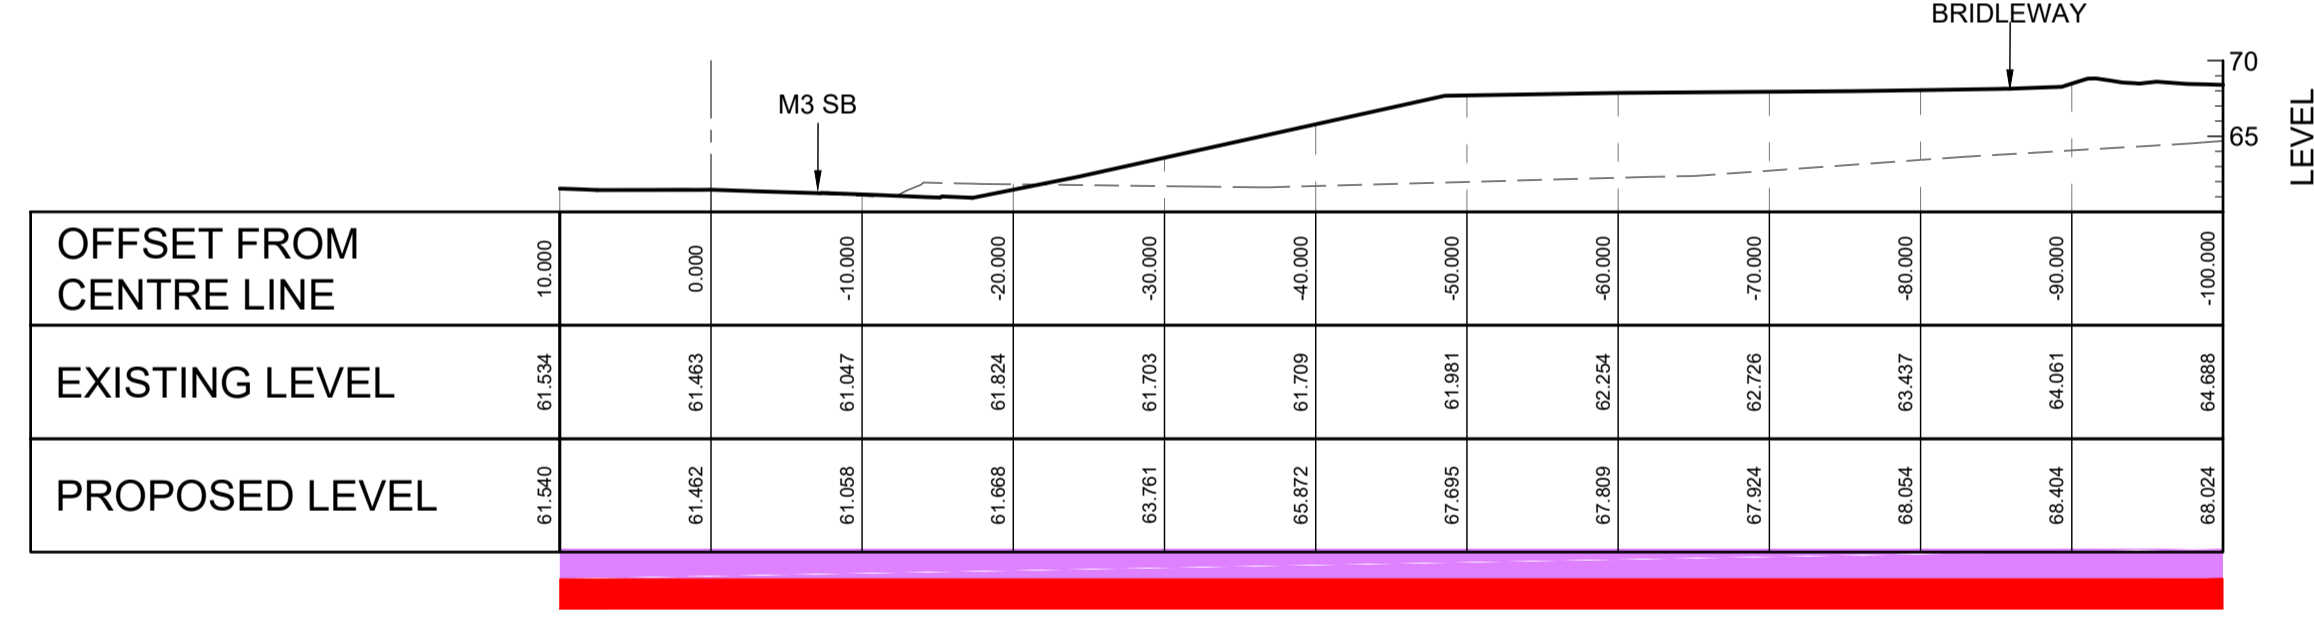 BRIDLEWAY
M3 SB
70
65
LEVEL
OFFSET FROM
CENTRE LINE
10.000 0.000 -10.000 -20.000 -30.000 -40.000 -50.000 -60.000 -70.000 -80.000 -90.000 -100.000
EXISTING LEVEL
61.534 61.463 61.047 61.824 61.703 61.709 61.981 62.254 62.726 63.437 64.061 64.688
PROPOSED LEVEL
61.540 61.462 61.058 61.668 63.761 65.872 67.695 67.809 67.924 68.054 68.404 68.024